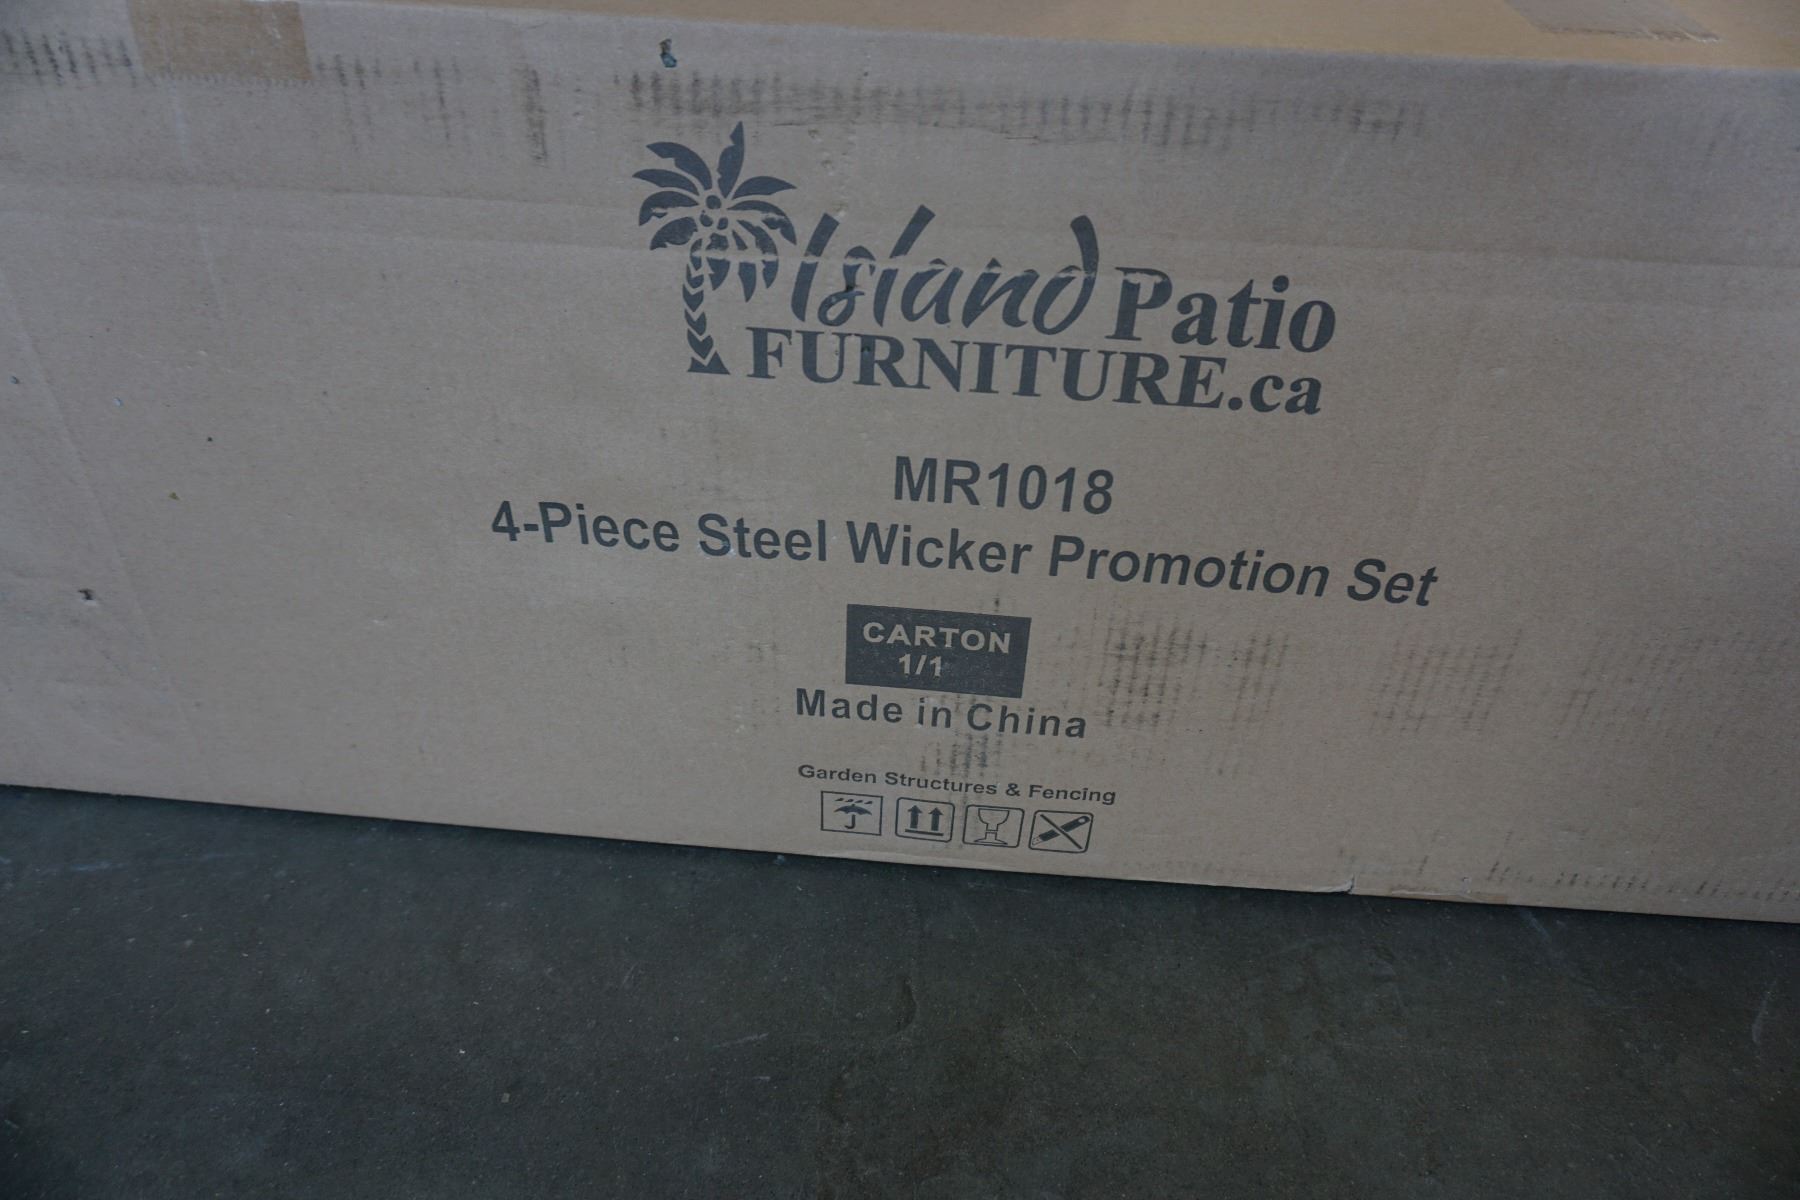 Island Patio
FURNITURE.ca
MR1018
4-Piece Steel Wicker Promotion Set
CARTON
1/1
Made in China
Garden Structures & Fencing